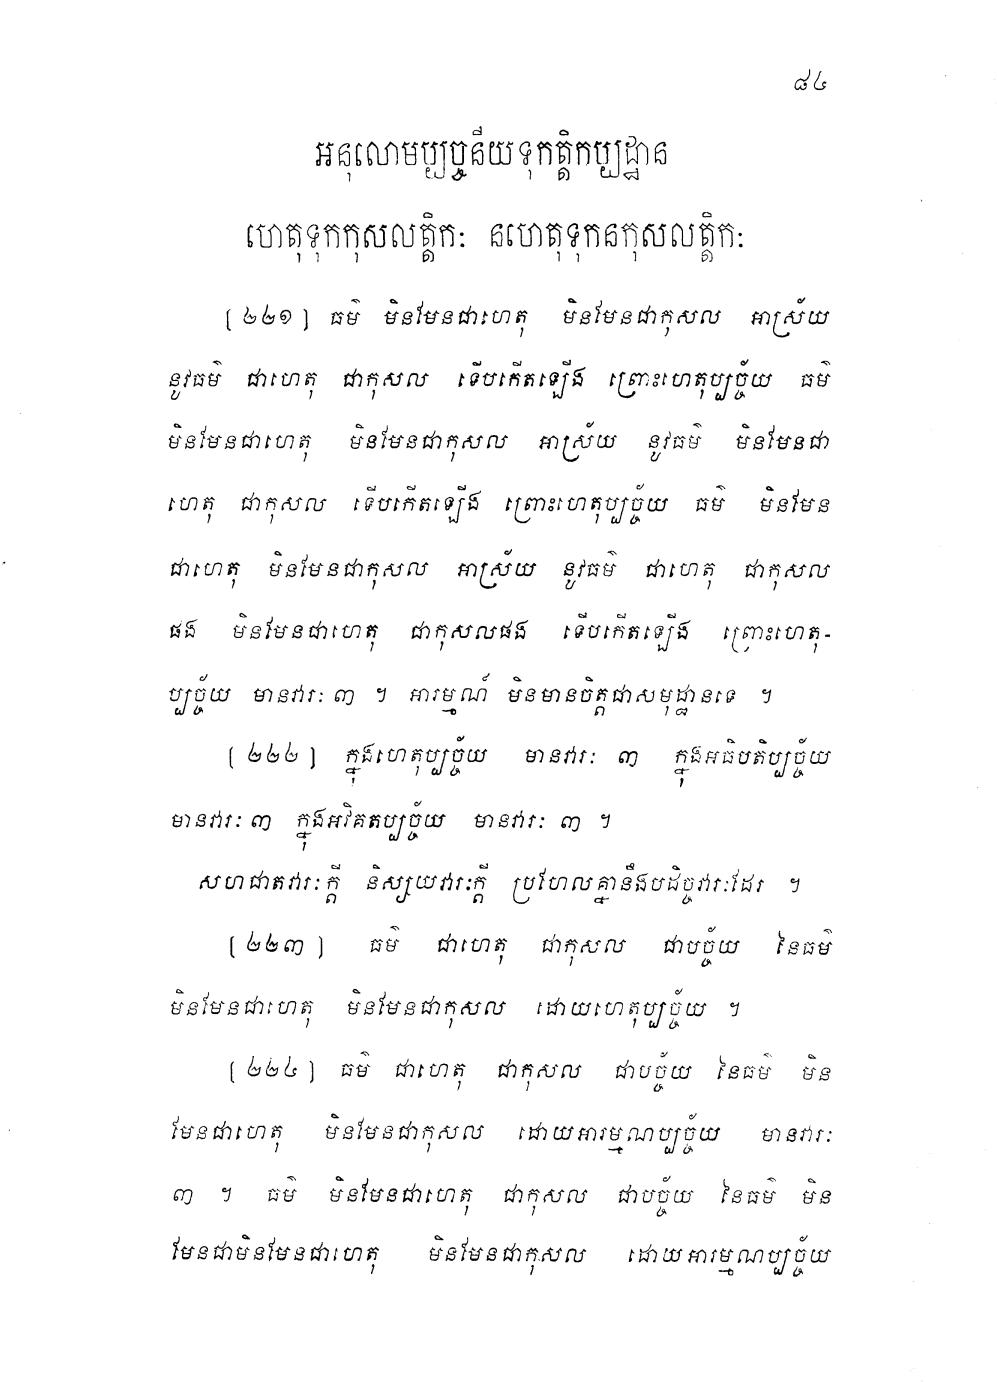 ៨៤
អនុលោមប្បច្ចនីយទុកត្តិកប្បដ្ឋាន
ហេតុទុកកុសលត្តិកៈ នហេតុទុកនកុសលត្តិកៈ
[ ២២១ ] ធម៌ មិនមែនជាហេតុ មិនមែនជាកុសល អាស្រ័យ
នូវធម៌ ជាហេតុ ជាកុសល ទើបកើតឡើង ព្រោះហេតុប្បច្ច័យ ធម៌
មិនមែនជាហេតុ មិនមែនជាកុសល អាស្រ័យ នូវធម៌ មិនមែនជា
ហេតុ ជាកុសល ទើបកើតឡើង ព្រោះហេតុប្បច្ច័យ ធម៌ មិនមែន
ជាហេតុ មិនមែនជាកុសល អាស្រ័យ នូវធម៌ ជាហេតុ ជាកុសល
ផង មិនមែនជាហេតុ ជាកុសលផង ទើបកើតឡើង ព្រោះហេតុ-
ប្បច្ច័យ មានវារៈ ៣ ។ អារម្មណ៍ មិនមានចិត្តជាសមុដ្ឋានទេ ។
[ ២២២ ] ក្នុងហេតុប្បច្ច័យ មានវារៈ ៣ ក្នុងអធិបតិប្បច្ច័យ
មានវារៈ ៣ ក្នុងអវិគតប្បច្ច័យ មានវារៈ ៣ ។
សហជាតវារៈក្តី និស្សយវារៈក្តី ប្រហែលគ្នានឹងបដិច្ចវារៈដែរ ។
[ ២២៣ ] ធម៌ ជាហេតុ ជាកុសល ជាបច្ច័យ នៃធម៌
មិនមែនជាហេតុ មិនមែនជាកុសល ដោយហេតុប្បច្ច័យ ។
[ ២២៤ ] ធម៌ ជាហេតុ ជាកុសល ជាបច្ច័យ នៃធម៌ មិន
មែនជាហេតុ មិនមែនជាកុសល ដោយអារម្មណប្បច្ច័យ មានវារៈ
៣ ។ ធម៌ មិនមែនជាហេតុ ជាកុសល ជាបច្ច័យ នៃធម៌ មិន
មែនជាមិនមែនជាហេតុ មិនមែនជាកុសល ដោយអារម្មណប្បច្ច័យ